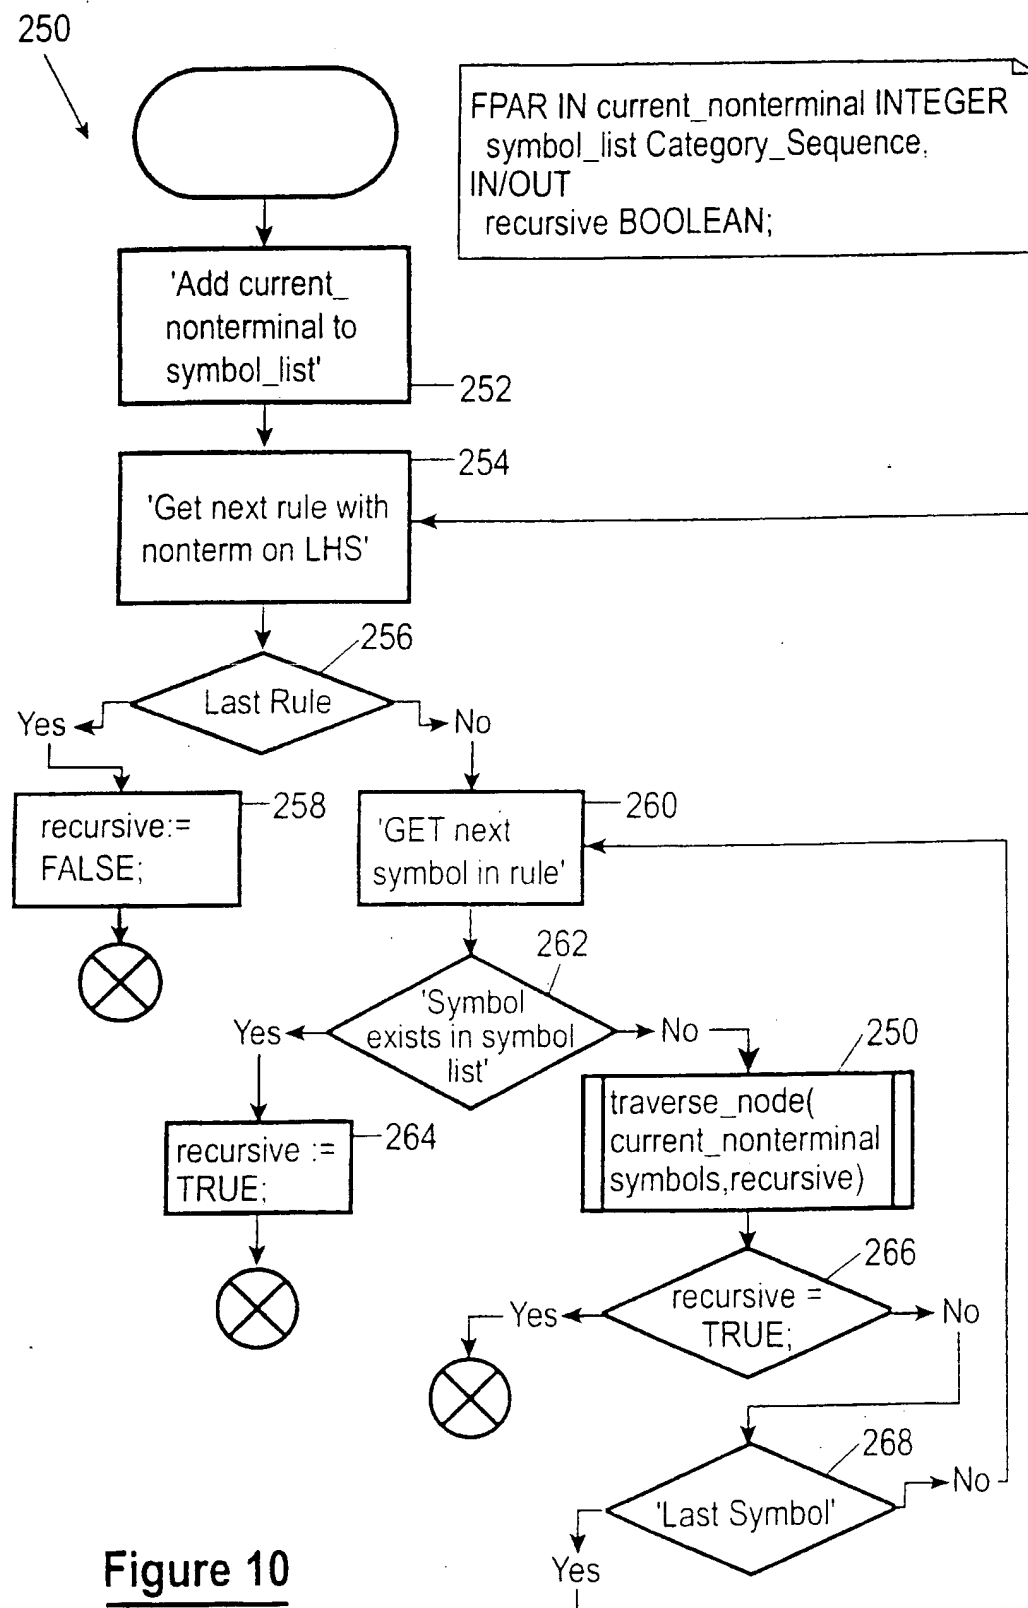 250
FPAR IN current_nonterminal INTEGER
symbol_list Category_Sequence,
IN/OUT
recursive BOOLEAN;
'Add current_
nonterminal to
symbol_list'
252
254
'Get next rule with
nonterm on LHS'
256
Last Rule
Yes
No
258
recursive:=
FALSE;
260
'GET next
symbol in rule'
262
'Symbol
exists in symbol
list'
Yes
No
250
traverse_node(
current_nonterminal
symbols,recursive)
264
recursive :=
TRUE;
266
recursive =
TRUE;
Yes
No
268
'Last Symbol'
No
Yes
Figure 10